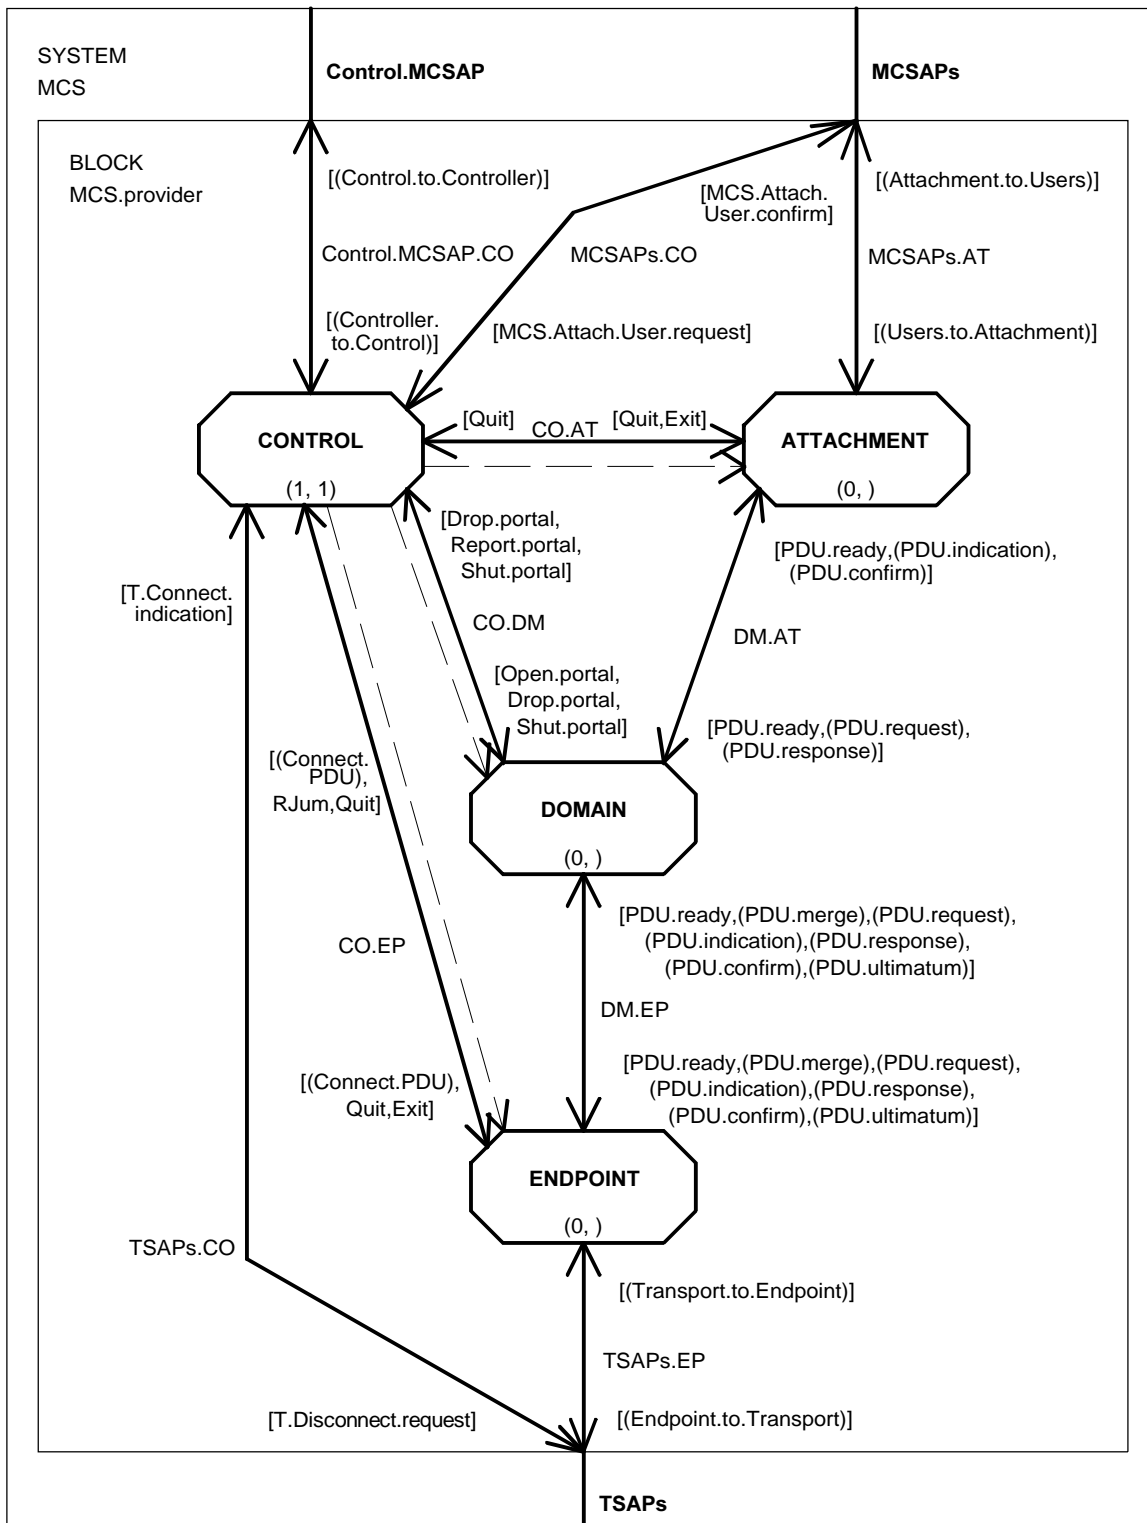 SYSTEM
MCS
Control.MCSAP
MCSAPs
BLOCK
MCS.provider
[(Control.to.Controller)]
[MCS.Attach.
User.confirm]
[(Attachment.to.Users)]
Control.MCSAP.CO
MCSAPs.CO
MCSAPs.AT
[(Controller.
to.Control)]
[MCS.Attach.User.request]
[(Users.to.Attachment)]
[Quit]
CO.AT
[Quit,Exit]
CONTROL
(1, 1)
ATTACHMENT
(0, )
[Drop.portal,
Report.portal,
Shut.portal]
[PDU.ready,(PDU.indication),
(PDU.confirm)]
[T.Connect.
indication]
CO.DM
DM.AT
[Open.portal,
Drop.portal,
Shut.portal]
[PDU.ready,(PDU.request),
(PDU.response)]
[(Connect.
PDU),
RJum,Quit]
DOMAIN
(0, )
[PDU.ready,(PDU.merge),(PDU.request),
(PDU.indication),(PDU.response),
(PDU.confirm),(PDU.ultimatum)]
CO.EP
DM.EP
[PDU.ready,(PDU.merge),(PDU.request),
(PDU.indication),(PDU.response),
(PDU.confirm),(PDU.ultimatum)]
[(Connect.PDU),
Quit,Exit]
ENDPOINT
(0, )
TSAPs.CO
[(Transport.to.Endpoint)]
TSAPs.EP
[T.Disconnect.request]
[(Endpoint.to.Transport)]
TSAPs